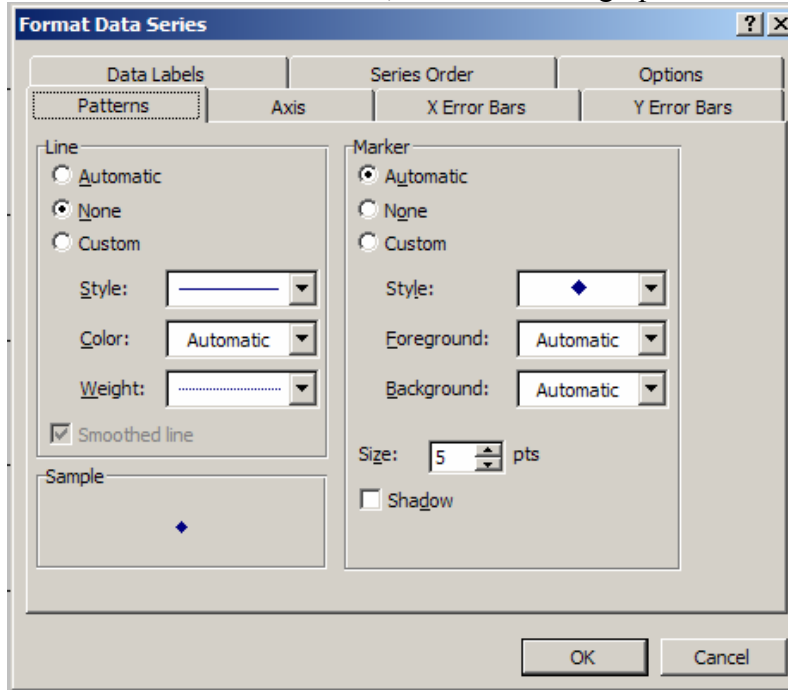 Format Data Series
Data Labels Series Order Options
Patterns Axis X Error Bars Y Error Bars
Line
Automatic
None
Custom
Style:
Color: Automatic
Weight:
Smoothed line
Sample
Marker
Automatic
None
Custom
Style:
Foreground: Automatic
Background: Automatic
Size: 5 pts
Shadow
OK Cancel